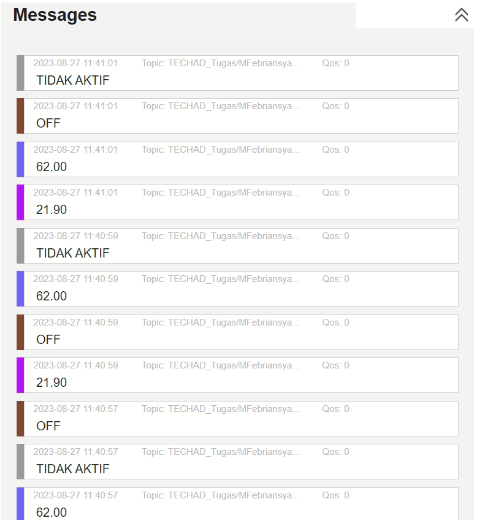 Messages
2023-08-27 11:41:01 Topic: TECHAD_Tugas/MFebriansya... Qos: 0
TIDAK AKTIF
2023-08-27 11:41:01 Topic: TECHAD_Tugas/MFebriansya... Qos: 0
OFF
2023-08-27 11:41:01 Topic: TECHAD_Tugas/MFebriansya... Qos: 0
62.00
2023-08-27 11:41:01 Topic: TECHAD_Tugas/MFebriansya... Qos: 0
21.90
2023-08-27 11:40:59 Topic: TECHAD_Tugas/MFebriansya... Qos: 0
TIDAK AKTIF
2023-08-27 11:40:59 Topic: TECHAD_Tugas/MFebriansya... Qos: 0
62.00
2023-08-27 11:40:59 Topic: TECHAD_Tugas/MFebriansya... Qos: 0
OFF
2023-08-27 11:40:59 Topic: TECHAD_Tugas/MFebriansya... Qos: 0
21.90
2023-08-27 11:40:57 Topic: TECHAD_Tugas/MFebriansya... Qos: 0
OFF
2023-08-27 11:40:57 Topic: TECHAD_Tugas/MFebriansya... Qos: 0
TIDAK AKTIF
2023-08-27 11:40:57 Topic: TECHAD_Tugas/MFebriansya... Qos: 0
62.00